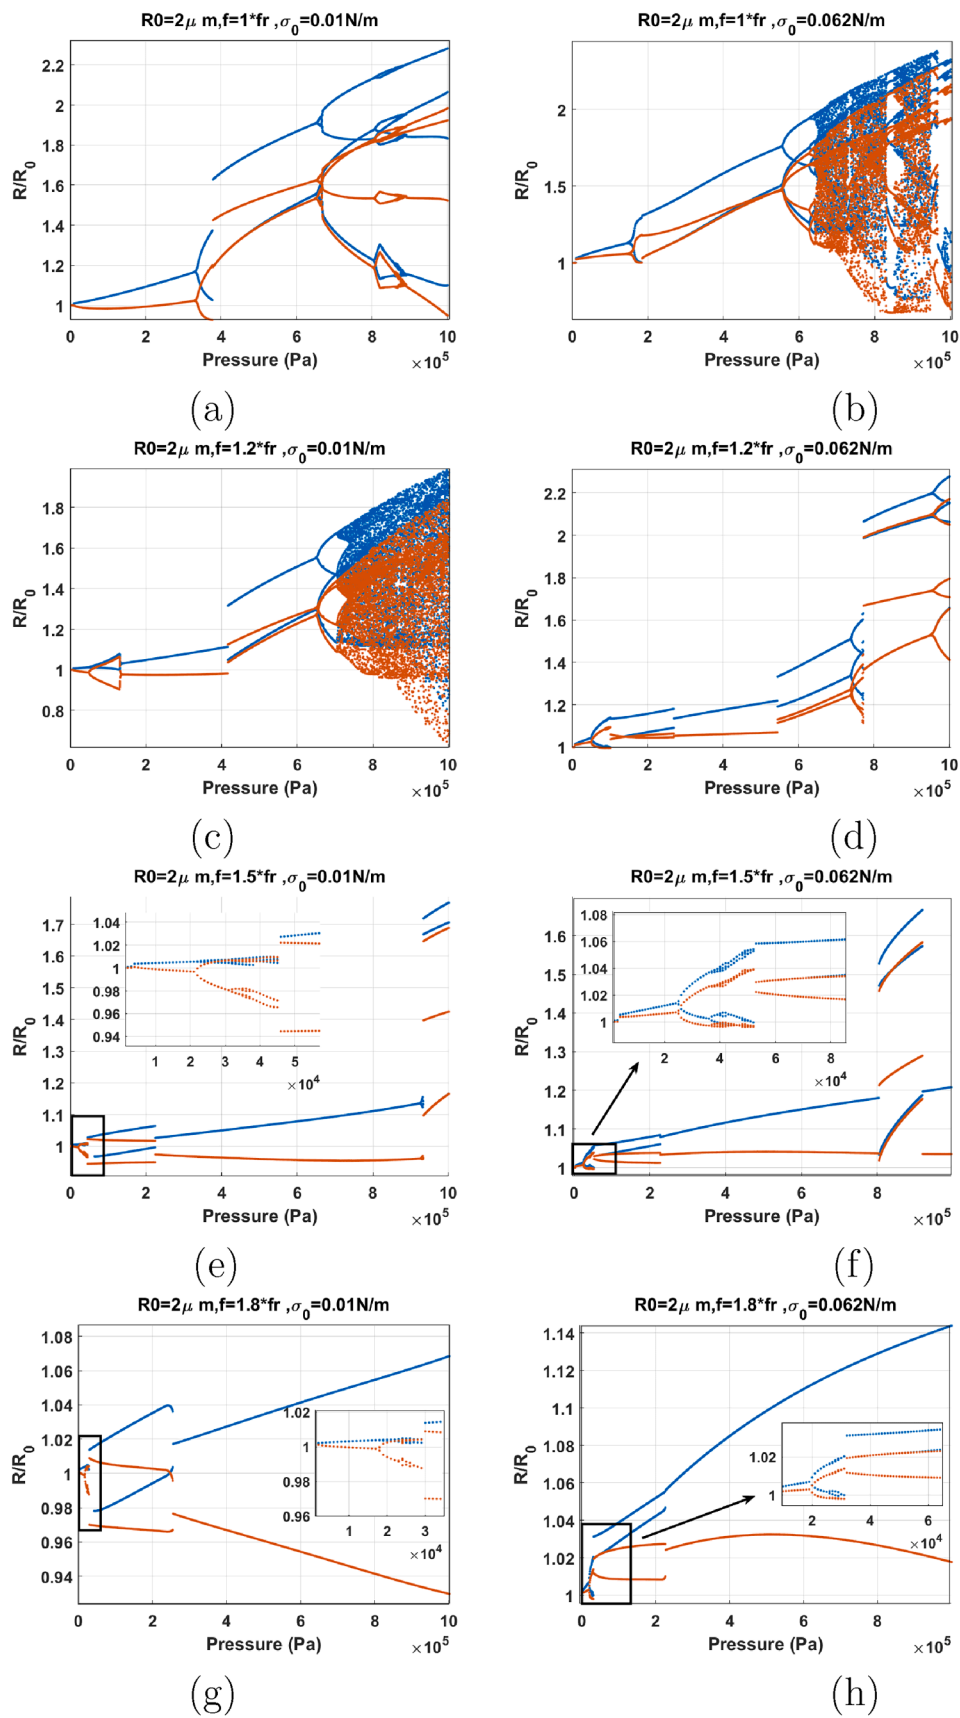 R0=2μ m,f=1*fr ,σ0=0.01N/m
R/R0
2.2
2
1.8
1.6
1.4
1.2
1
0 2 4 6 8 10
Pressure (Pa)
×10^5
(a)
R0=2μ m,f=1*fr ,σ0=0.062N/m
R/R0
2
1.5
1
0 2 4 6 8 10
Pressure (Pa)
×10^5
(b)
R0=2μ m,f=1.2*fr ,σ0=0.01N/m
R/R0
1.8
1.6
1.4
1.2
1
0.8
0 2 4 6 8 10
Pressure (Pa)
×10^5
(c)
R0=2μ m,f=1.2*fr ,σ0=0.062N/m
R/R0
2.2
2
1.8
1.6
1.4
1.2
1
0 2 4 6 8 10
Pressure (Pa)
×10^5
(d)
R0=2μ m,f=1.5*fr ,σ0=0.01N/m
R/R0
1.7
1.6
1.5
1.4
1.3
1.2
1.1
1
0 2 4 6 8 10
Pressure (Pa)
×10^5
1.04
1.02
1
0.98
0.96
0.94
1 2 3 4 5
×10^4
(e)
R0=2μ m,f=1.5*fr ,σ0=0.062N/m
R/R0
1.6
1.5
1.4
1.3
1.2
1.1
1
0 2 4 6 8
Pressure (Pa)
×10^5
1.08
1.06
1.04
1.02
1
2 4 6 8
×10^4
(f)
R0=2μ m,f=1.8*fr ,σ0=0.01N/m
R/R0
1.08
1.06
1.04
1.02
1
0.98
0.96
0.94
0 2 4 6 8 10
Pressure (Pa)
×10^5
1.02
1
0.98
0.96
1 2 3
×10^4
(g)
R0=2μ m,f=1.8*fr ,σ0=0.062N/m
R/R0
1.14
1.12
1.1
1.08
1.06
1.04
1.02
1
0 2 4 6 8 10
Pressure (Pa)
×10^5
1.02
1
2 4 6
×10^4
(h)